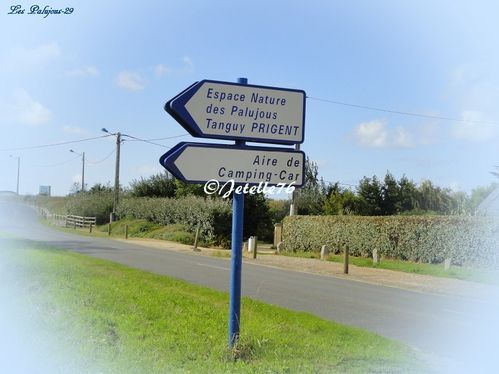 Les Palujous-29
Espace Nature
des Palujous
Tanguy PRIGENT
Aire de
Camping-Car
©Jetelle76